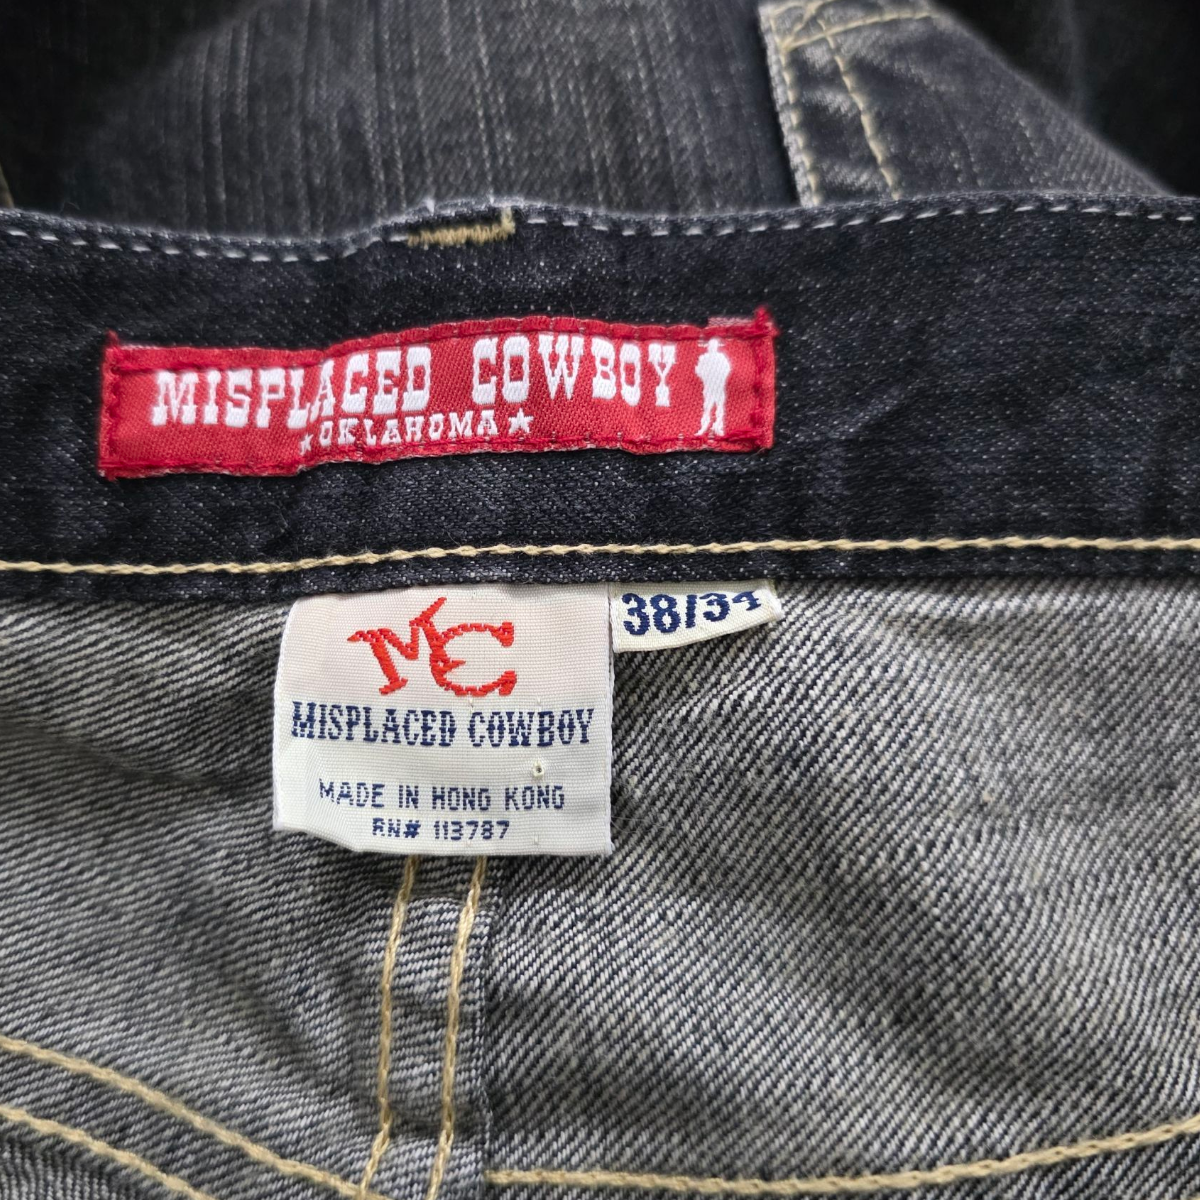 MISPLACED COWBOY
★OKLAHOMA★
MC
38/34
MISPLACED COWBOY
MADE IN HONG KONG
RN# 113787